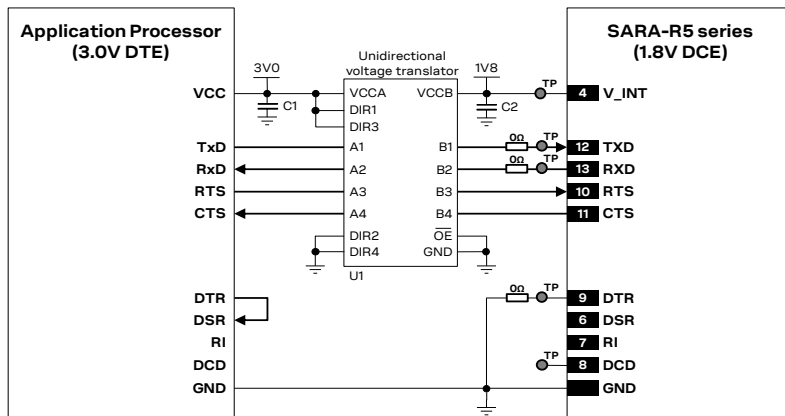 Application Processor
(3.0V DTE)
SARA-R5 series
(1.8V DCE)
Unidirectional
voltage translator
3V0
1V8
TP
VCC
VCCA
VCCB
4
V_INT
C1
DIR1
C2
DIR3
0Ω
TP
TxD
A1
B1
12
TXD
0Ω
TP
RxD
A2
B2
13
RXD
RTS
A3
B3
10
RTS
CTS
A4
B4
11
CTS
DIR2
OE
DIR4
GND
U1
0Ω
TP
DTR
9
DTR
DSR
6
DSR
RI
7
RI
TP
DCD
8
DCD
GND
GND